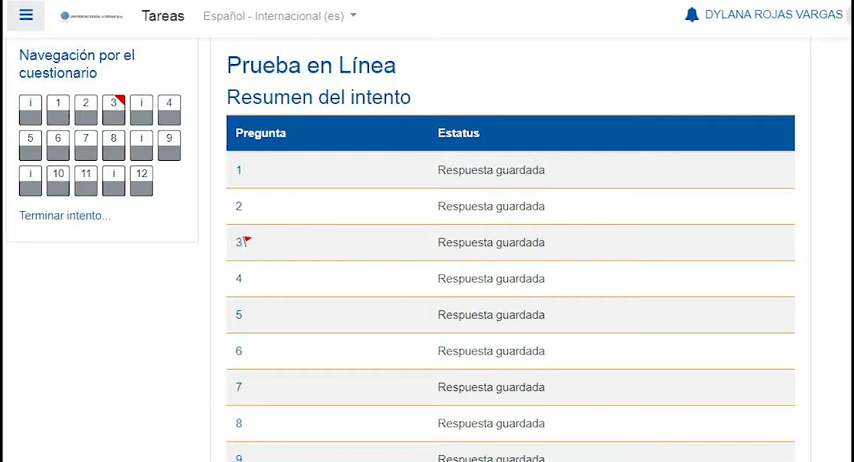 Tareas
Español - Internacional (es)
DYLANA ROJAS VARGAS
Navegación por el
cuestionario
i 1 2 3 i 4
5 6 7 8 i 9
i 10 11 i 12
Terminar intento...
Prueba en Línea
Resumen del intento
Pregunta Estatus
1 Respuesta guardada
2 Respuesta guardada
3 Respuesta guardada
4 Respuesta guardada
5 Respuesta guardada
6 Respuesta guardada
7 Respuesta guardada
8 Respuesta guardada
9 Respuesta guardada